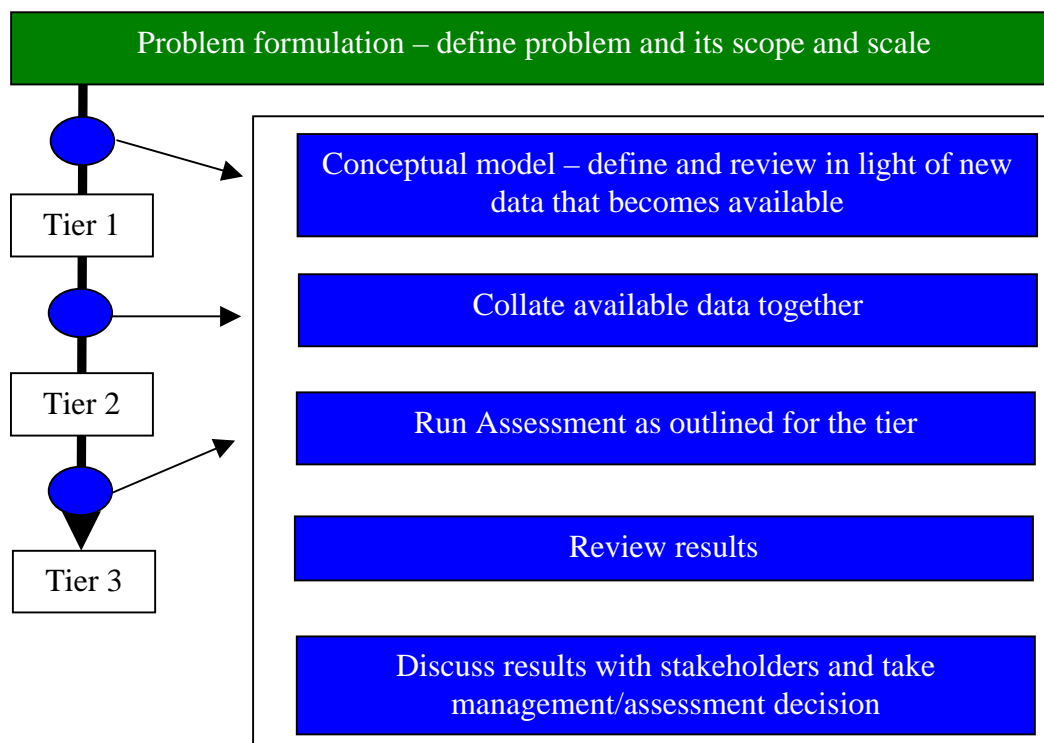 Problem formulation – define problem and its scope and scale
Tier 1
Tier 2
Tier 3
Conceptual model – define and review in light of new
data that becomes available
Collate available data together
Run Assessment as outlined for the tier
Review results
Discuss results with stakeholders and take
management/assessment decision